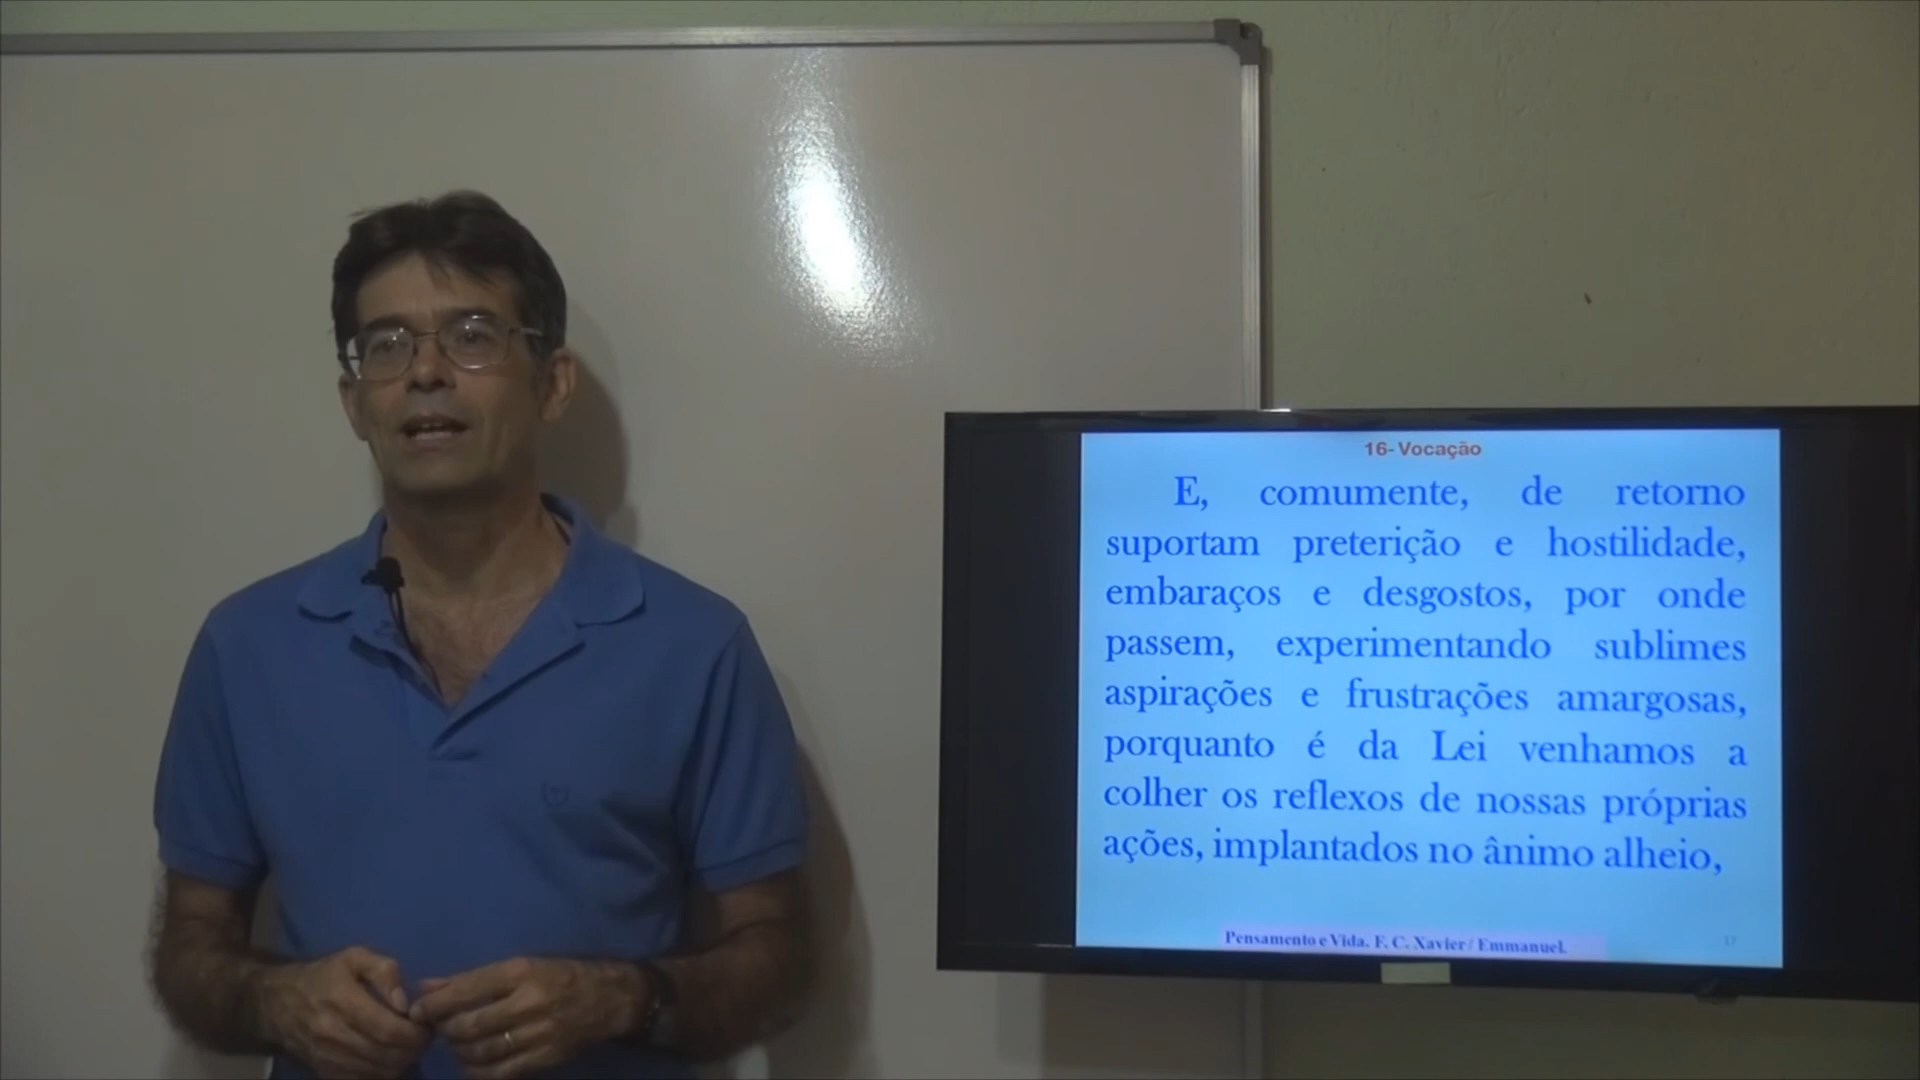 16- Vocação
E, comumente, de retorno
suportam preterição e hostilidade,
embaraços e desgostos, por onde
passem, experimentando sublimes
aspirações e frustrações amargosas,
porquanto é da Lei venhamos a
colher os reflexos de nossas próprias
ações, implantados no ânimo alheio,
Pensamento e Vida. F. C. Xavier / Emmanuel.
17